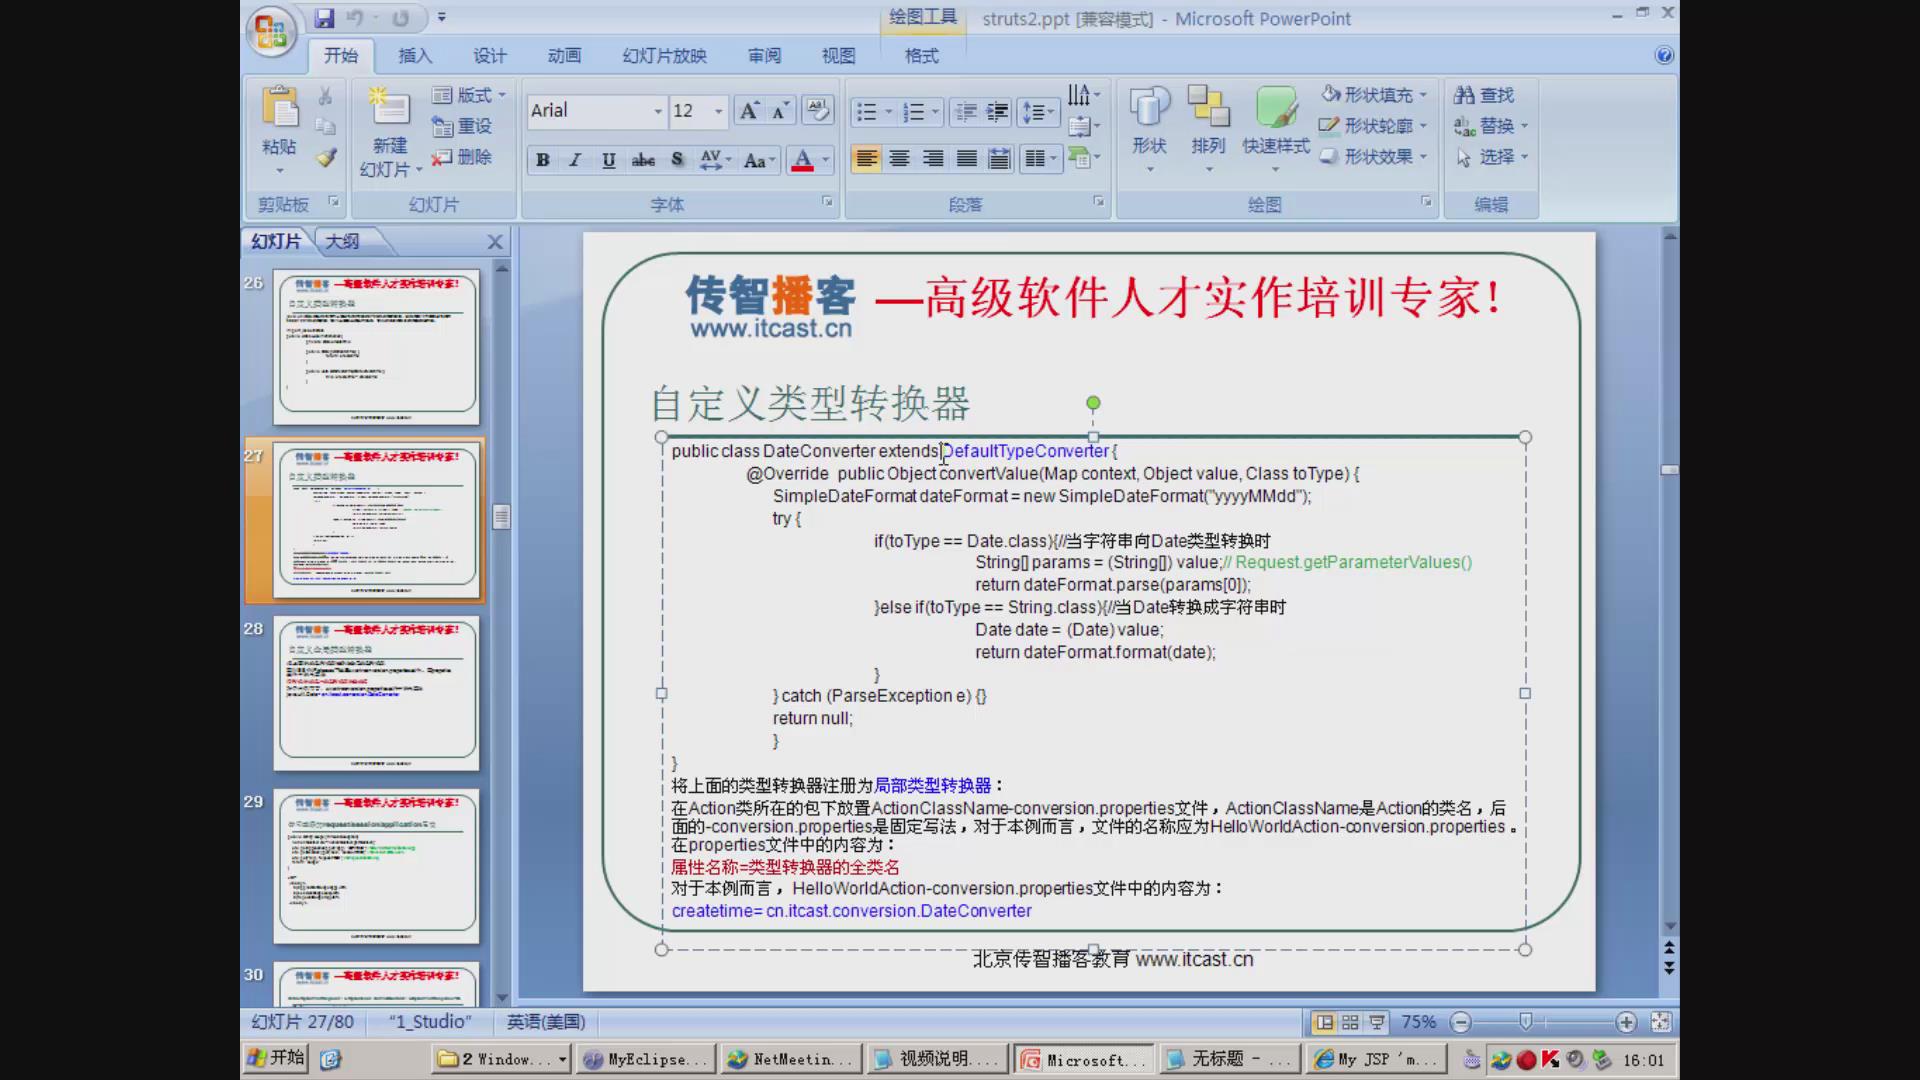 struts2.ppt [兼容模式] - Microsoft PowerPoint
绘图工具
开始 插入 设计 动画 幻灯片放映 审阅 视图 格式
粘贴
剪贴板
新建
幻灯片
版式
重设
删除
幻灯片
Arial 12
字体
段落
形状 排列 快速样式
形状填充
形状轮廓
形状效果
绘图
查找
替换
选择
编辑
幻灯片 大纲
26
27
28
29
30
传智播客 —高级软件人才实作培训专家!
www.itcast.cn
自定义类型转换器
public class DateConverter extends DefaultTypeConverter {
@Override public Object convertValue(Map context, Object value, Class toType) {
SimpleDateFormat dateFormat = new SimpleDateFormat("yyyyMMdd");
try {
if(toType == Date.class){//当字符串向Date类型转换时
String[] params = (String[]) value;// Request.getParameterValues()
return dateFormat.parse(params[0]);
}else if(toType == String.class){//当Date转换成字符串时
Date date = (Date) value;
return dateFormat.format(date);
}
} catch (ParseException e) {}
return null;
}
}
将上面的类型转换器注册为局部类型转换器：
在Action类所在的包下放置ActionClassName-conversion.properties文件，ActionClassName是Action的类名，后
面的-conversion.properties是固定写法，对于本例而言，文件的名称应为HelloWorldAction-conversion.properties 。
在properties文件中的内容为：
属性名称=类型转换器的全类名
对于本例而言，HelloWorldAction-conversion.properties文件中的内容为：
createtime= cn.itcast.conversion.DateConverter
北京传智播客教育 www.itcast.cn
幻灯片 27/80 "1_Studio" 英语(美国) 75%
开始 2 Window... MyEclipse... NetMeetin... 视频说明.... Microsoft... 无标题 - ... My JSP 'm... 16:01